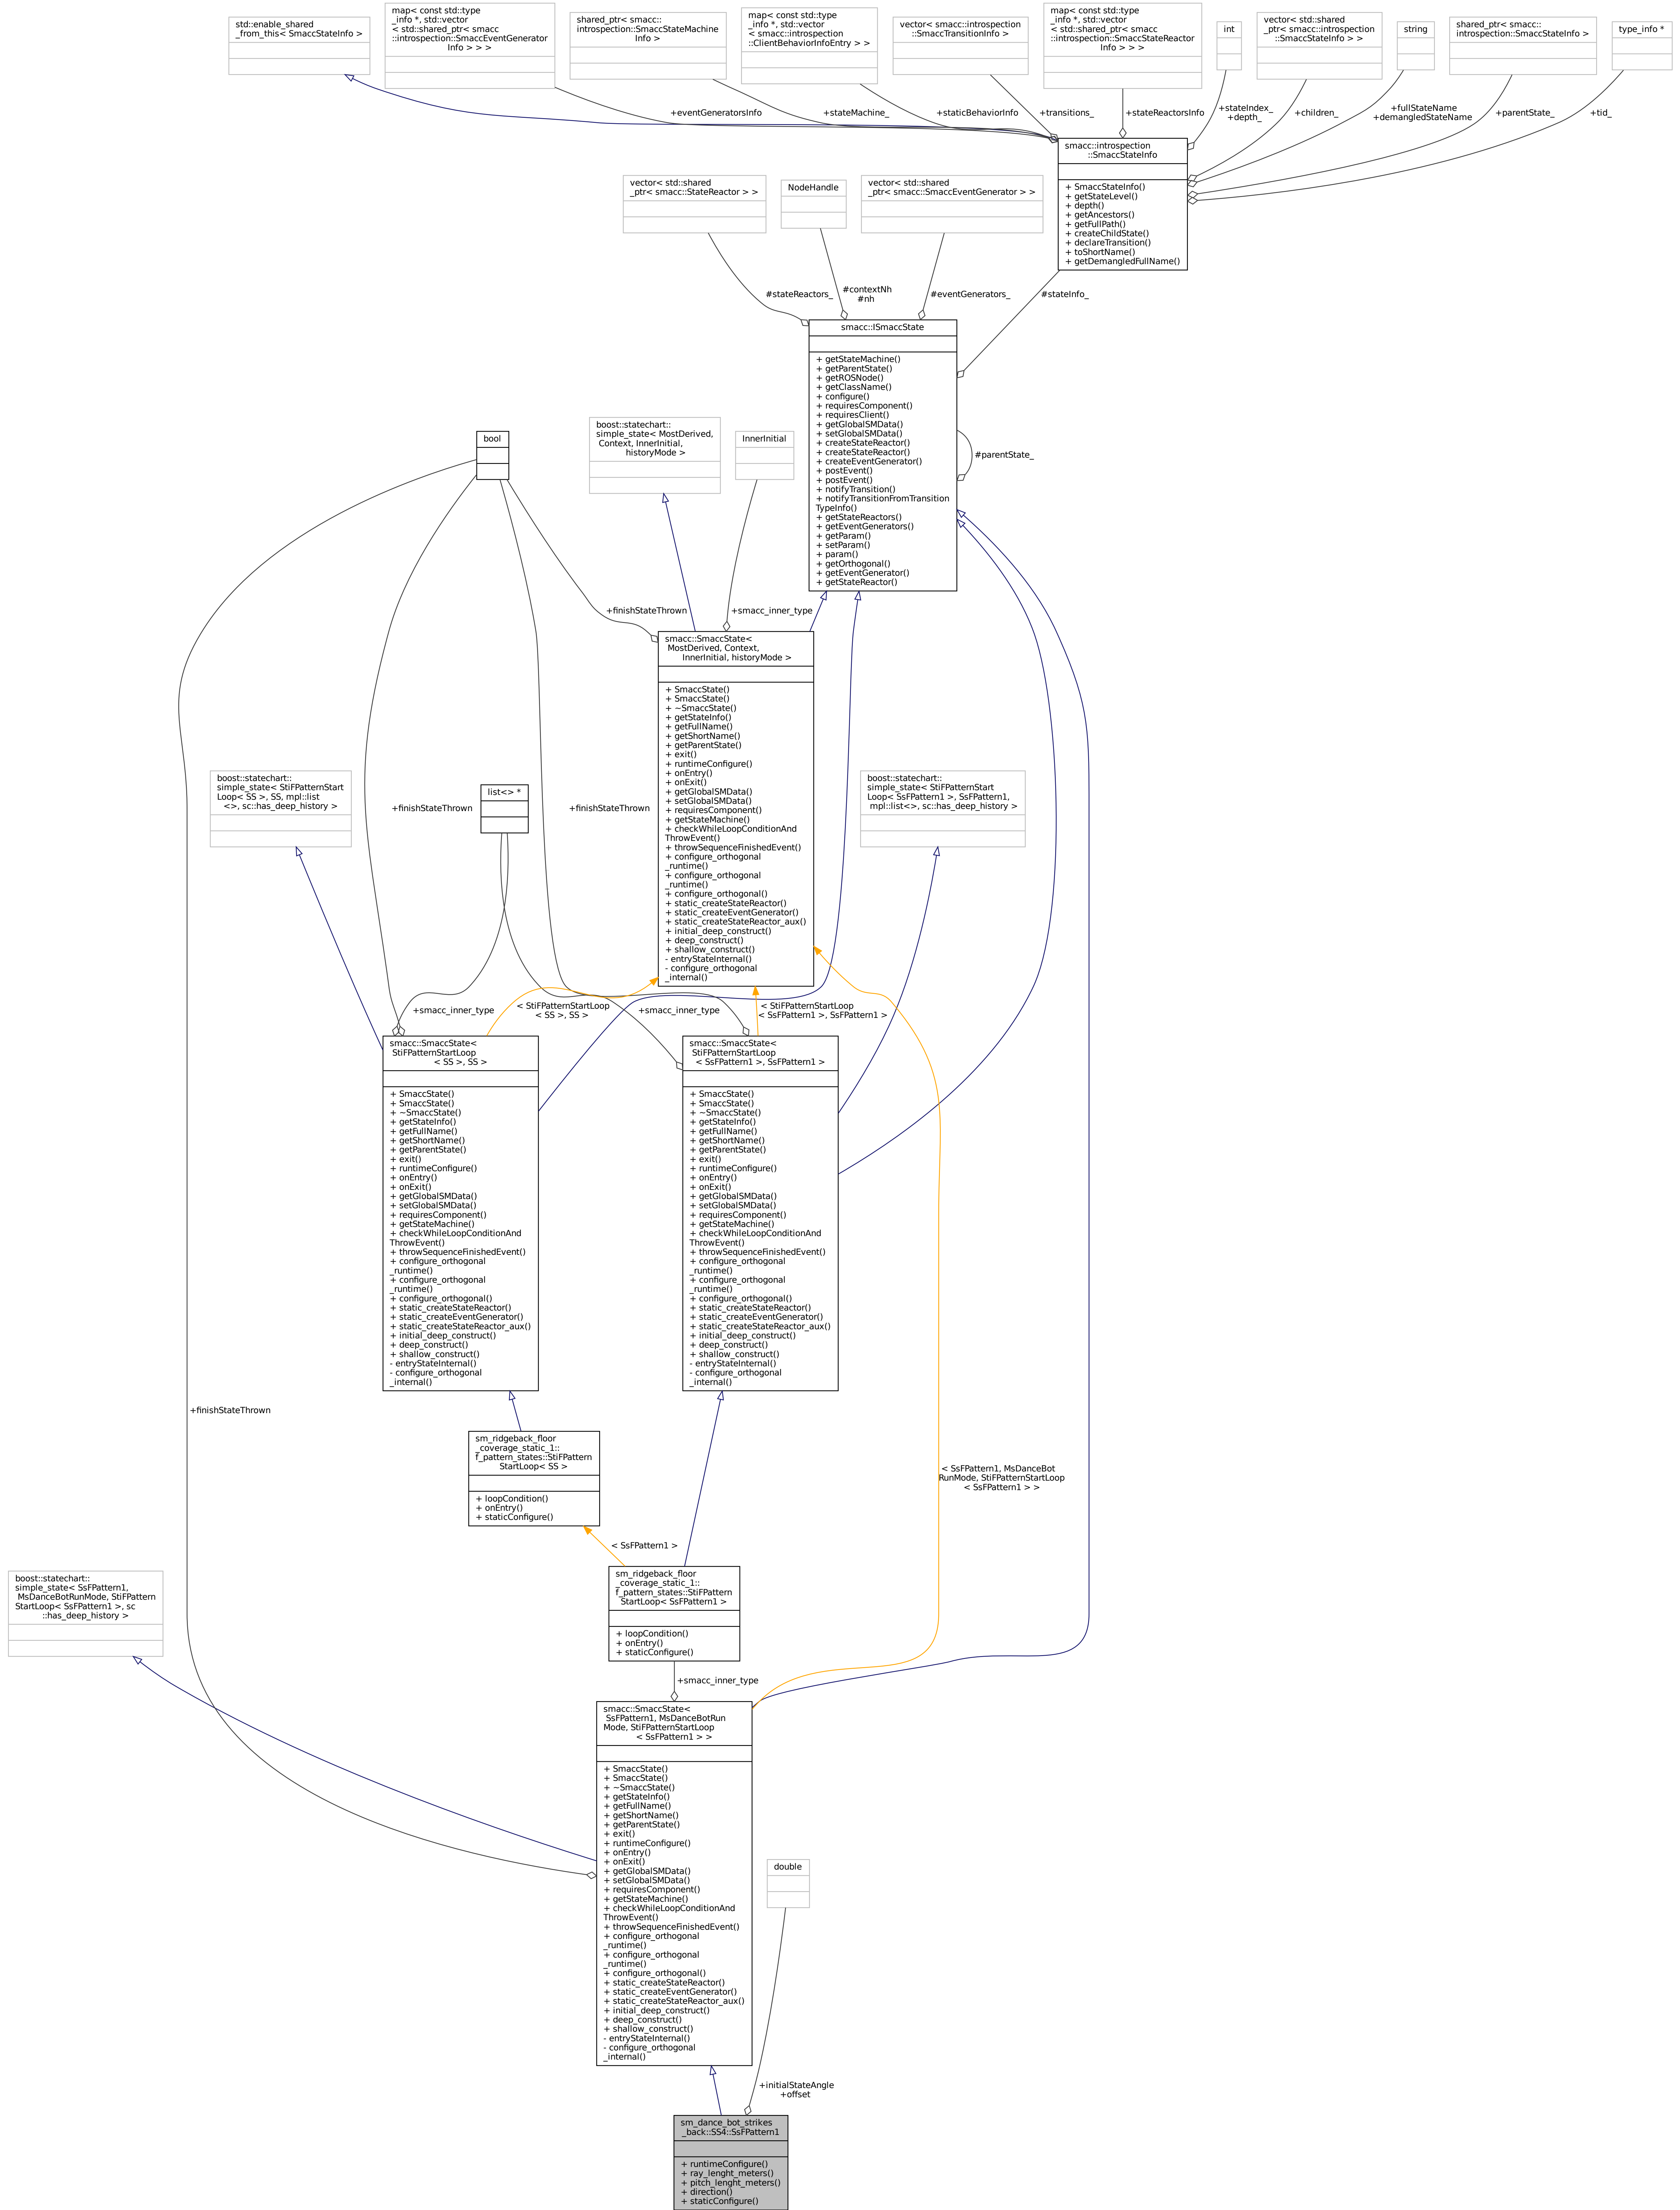 std::enable_shared
_from_this< SmaccStateInfo >
map< const std::type
_info *, std::vector
< std::shared_ptr< smacc
::introspection::SmaccEventGenerator
Info > > >
shared_ptr< smacc::
introspection::SmaccStateMachine
Info >
map< const std::type
_info *, std::vector
< smacc::introspection
::ClientBehaviorInfoEntry > >
vector< smacc::introspection
::SmaccTransitionInfo >
map< const std::type
_info *, std::vector
< std::shared_ptr< smacc
::introspection::SmaccStateReactor
Info > > >
int
vector< std::shared
_ptr< smacc::introspection
::SmaccStateInfo > >
string
shared_ptr< smacc::
introspection::SmaccStateInfo >
type_info *
+eventGeneratorsInfo
+stateMachine_
+staticBehaviorInfo
+transitions_
+stateReactorsInfo
+stateIndex_
+depth_
+children_
+fullStateName
+demangledStateName
+parentState_
+tid_
smacc::introspection
::SmaccStateInfo
+ SmaccStateInfo()
+ getStateLevel()
+ depth()
+ getAncestors()
+ getFullPath()
+ createChildState()
+ declareTransition()
+ toShortName()
+ getDemangledFullName()
vector< std::shared
_ptr< smacc::StateReactor > >
NodeHandle
vector< std::shared
_ptr< smacc::SmaccEventGenerator > >
#stateReactors_
#contextNh
#nh
#eventGenerators_
#stateInfo_
smacc::ISmaccState
+ getStateMachine()
+ getParentState()
+ getROSNode()
+ getClassName()
+ configure()
+ requiresComponent()
+ requiresClient()
+ getGlobalSMData()
+ setGlobalSMData()
+ createStateReactor()
+ createStateReactor()
+ createEventGenerator()
+ postEvent()
+ postEvent()
+ notifyTransition()
+ notifyTransitionFromTransition
TypeInfo()
+ getStateReactors()
+ getEventGenerators()
+ getParam()
+ setParam()
+ param()
+ getOrthogonal()
+ getEventGenerator()
+ getStateReactor()
#parentState_
bool
boost::statechart::
simple_state< MostDerived,
Context, InnerInitial,
historyMode >
InnerInitial
+finishStateThrown
+smacc_inner_type
smacc::SmaccState<
MostDerived, Context,
InnerInitial, historyMode >
+ SmaccState()
+ SmaccState()
+ ~SmaccState()
+ getStateInfo()
+ getFullName()
+ getShortName()
+ getParentState()
+ exit()
+ runtimeConfigure()
+ onEntry()
+ onExit()
+ getGlobalSMData()
+ setGlobalSMData()
+ requiresComponent()
+ getStateMachine()
+ checkWhileLoopConditionAnd
ThrowEvent()
+ throwSequenceFinishedEvent()
+ configure_orthogonal
_runtime()
+ configure_orthogonal
_runtime()
+ configure_orthogonal()
+ static_createStateReactor()
+ static_createEventGenerator()
+ static_createStateReactor_aux()
+ initial_deep_construct()
+ deep_construct()
+ shallow_construct()
- entryStateInternal()
- configure_orthogonal
_internal()
boost::statechart::
simple_state< StiFPatternStart
Loop< SS >, SS, mpl::list
<>, sc::has_deep_history >
+finishStateThrown
list<> *
+finishStateThrown
boost::statechart::
simple_state< StiFPatternStart
Loop< SsFPattern1 >, SsFPattern1,
mpl::list<>, sc::has_deep_history >
+smacc_inner_type
< StiFPatternStartLoop
< SS >, SS >
+smacc_inner_type
< StiFPatternStartLoop
< SsFPattern1 >, SsFPattern1 >
smacc::SmaccState<
StiFPatternStartLoop
< SS >, SS >
+ SmaccState()
+ SmaccState()
+ ~SmaccState()
+ getStateInfo()
+ getFullName()
+ getShortName()
+ getParentState()
+ exit()
+ runtimeConfigure()
+ onEntry()
+ onExit()
+ getGlobalSMData()
+ setGlobalSMData()
+ requiresComponent()
+ getStateMachine()
+ checkWhileLoopConditionAnd
ThrowEvent()
+ throwSequenceFinishedEvent()
+ configure_orthogonal
_runtime()
+ configure_orthogonal
_runtime()
+ configure_orthogonal()
+ static_createStateReactor()
+ static_createEventGenerator()
+ static_createStateReactor_aux()
+ initial_deep_construct()
+ deep_construct()
+ shallow_construct()
- entryStateInternal()
- configure_orthogonal
_internal()
smacc::SmaccState<
StiFPatternStartLoop
< SsFPattern1 >, SsFPattern1 >
+ SmaccState()
+ SmaccState()
+ ~SmaccState()
+ getStateInfo()
+ getFullName()
+ getShortName()
+ getParentState()
+ exit()
+ runtimeConfigure()
+ onEntry()
+ onExit()
+ getGlobalSMData()
+ setGlobalSMData()
+ requiresComponent()
+ getStateMachine()
+ checkWhileLoopConditionAnd
ThrowEvent()
+ throwSequenceFinishedEvent()
+ configure_orthogonal
_runtime()
+ configure_orthogonal
_runtime()
+ configure_orthogonal()
+ static_createStateReactor()
+ static_createEventGenerator()
+ static_createStateReactor_aux()
+ initial_deep_construct()
+ deep_construct()
+ shallow_construct()
- entryStateInternal()
- configure_orthogonal
_internal()
+finishStateThrown
sm_ridgeback_floor
_coverage_static_1::
f_pattern_states::StiFPattern
StartLoop< SS >
+ loopCondition()
+ onEntry()
+ staticConfigure()
< SsFPattern1, MsDanceBot
RunMode, StiFPatternStartLoop
< SsFPattern1 > >
< SsFPattern1 >
sm_ridgeback_floor
_coverage_static_1::
f_pattern_states::StiFPattern
StartLoop< SsFPattern1 >
+ loopCondition()
+ onEntry()
+ staticConfigure()
boost::statechart::
simple_state< SsFPattern1,
MsDanceBotRunMode, StiFPattern
StartLoop< SsFPattern1 >, sc
::has_deep_history >
+smacc_inner_type
smacc::SmaccState<
SsFPattern1, MsDanceBotRun
Mode, StiFPatternStartLoop
< SsFPattern1 > >
+ SmaccState()
+ SmaccState()
+ ~SmaccState()
+ getStateInfo()
+ getFullName()
+ getShortName()
+ getParentState()
+ exit()
+ runtimeConfigure()
+ onEntry()
+ onExit()
+ getGlobalSMData()
+ setGlobalSMData()
+ requiresComponent()
+ getStateMachine()
+ checkWhileLoopConditionAnd
ThrowEvent()
+ throwSequenceFinishedEvent()
+ configure_orthogonal
_runtime()
+ configure_orthogonal
_runtime()
+ configure_orthogonal()
+ static_createStateReactor()
+ static_createEventGenerator()
+ static_createStateReactor_aux()
+ initial_deep_construct()
+ deep_construct()
+ shallow_construct()
- entryStateInternal()
- configure_orthogonal
_internal()
double
+initialStateAngle
+offset
sm_dance_bot_strikes
_back::SS4::SsFPattern1
+ runtimeConfigure()
+ ray_lenght_meters()
+ pitch_lenght_meters()
+ direction()
+ staticConfigure()